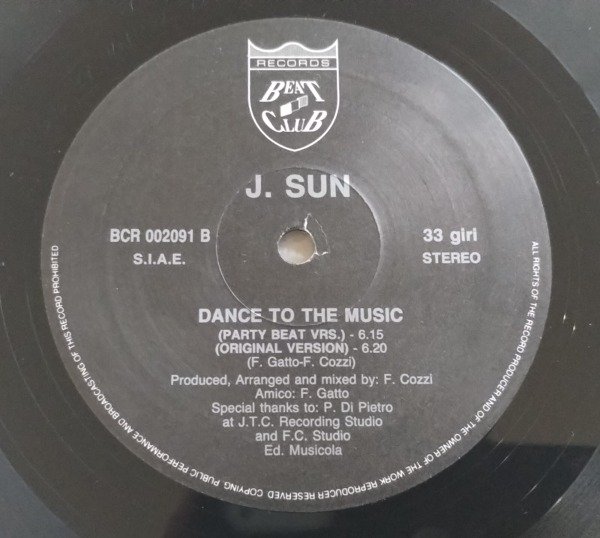 RECORDS
BEAT
CLUB
J. SUN
BCR 002091 B
33 giri
S.I.A.E.
STEREO
DANCE TO THE MUSIC
(PARTY BEAT VRS.) - 6.15
(ORIGINAL VERSION) - 6.20
(F. Gatto-F. Cozzi)
Produced, Arranged and mixed by: F. Cozzi
Amico: F. Gatto
Special thanks to: P. Di Pietro
at J.T.C. Recording Studio
and F.C. Studio
Ed. Musicola
ALL RIGHTS OF THE RECORD PRODUCER AND OF THE OWNER OF THE WORK REPRODUCER RESERVED COPYING PUBLIC PERFORMANCE AND BROADCASTING OF THIS RECORD PROHIBITED